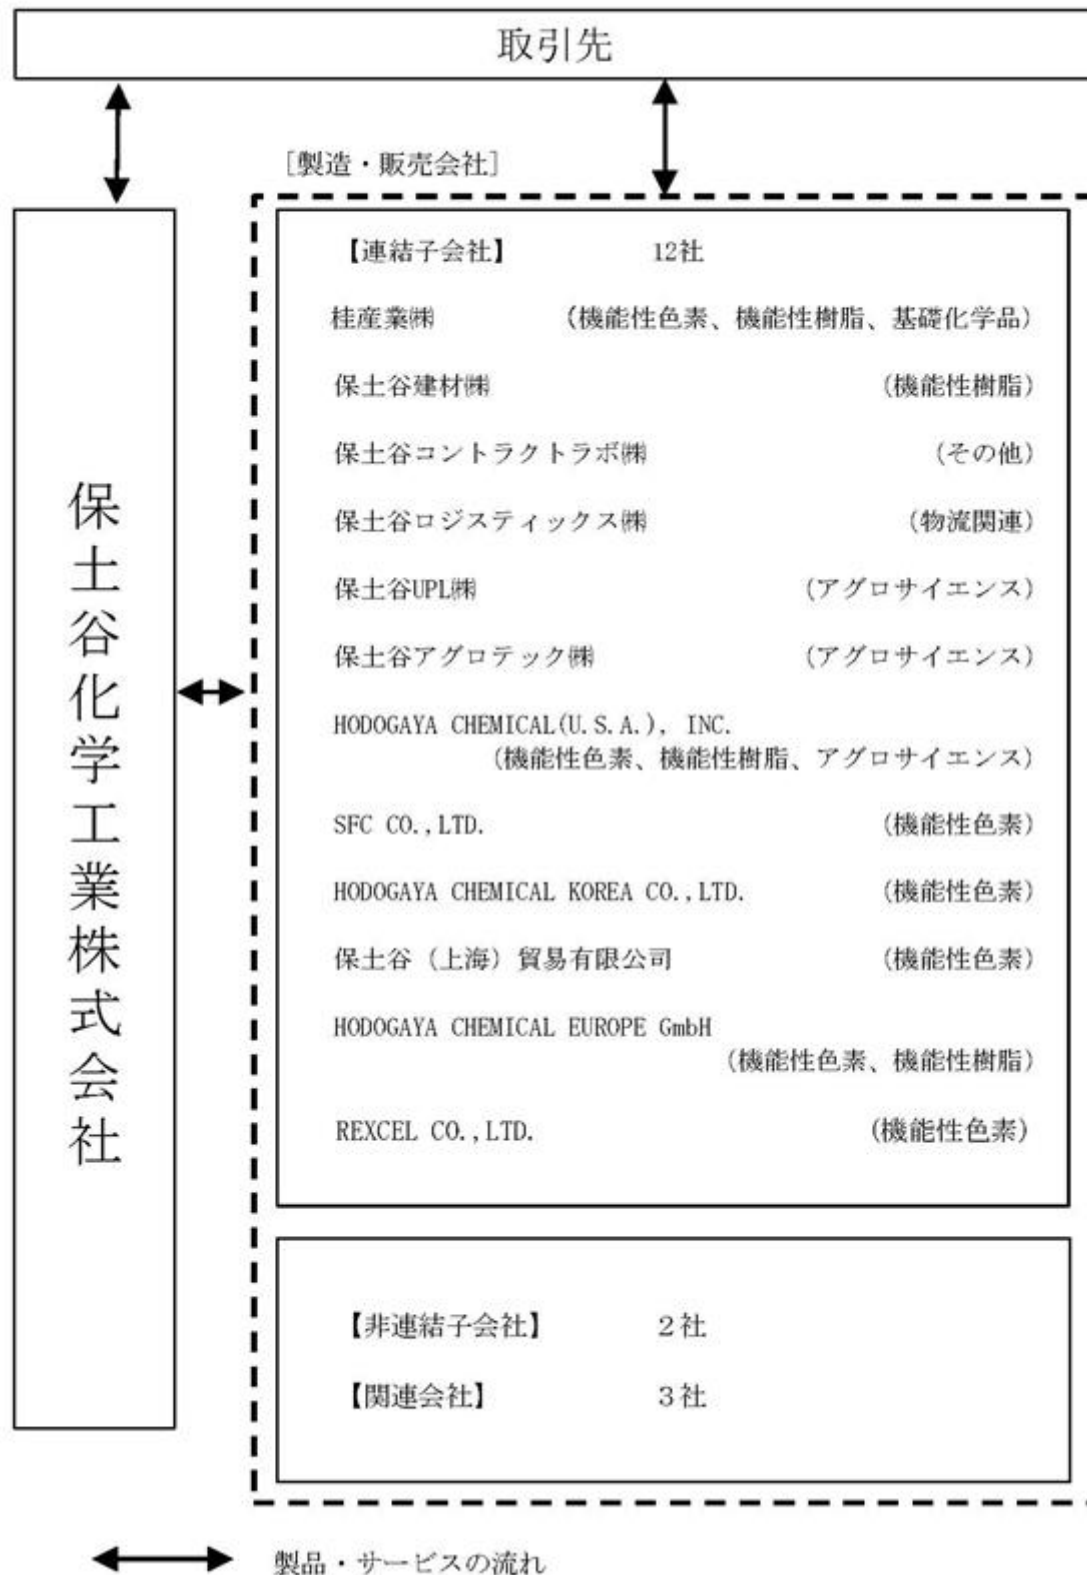 取引先
[製造・販売会社]
保土谷化学工業株式会社
【連結子会社】 12社
桂産業㈱ (機能性色素、機能性樹脂、基礎化学品)
保土谷建材㈱ (機能性樹脂)
保土谷コントラクトラボ㈱ (その他)
保土谷ロジスティックス㈱ (物流関連)
保土谷UPL㈱ (アグロサイエンス)
保土谷アグロテック㈱ (アグロサイエンス)
HODOGAYA CHEMICAL(U.S.A.), INC.
(機能性色素、機能性樹脂、アグロサイエンス)
SFC CO.,LTD. (機能性色素)
HODOGAYA CHEMICAL KOREA CO.,LTD. (機能性色素)
保土谷（上海）貿易有限公司 (機能性色素)
HODOGAYA CHEMICAL EUROPE GmbH
(機能性色素、機能性樹脂)
REXCEL CO.,LTD. (機能性色素)
【非連結子会社】 ２社
【関連会社】 ３社
製品・サービスの流れ